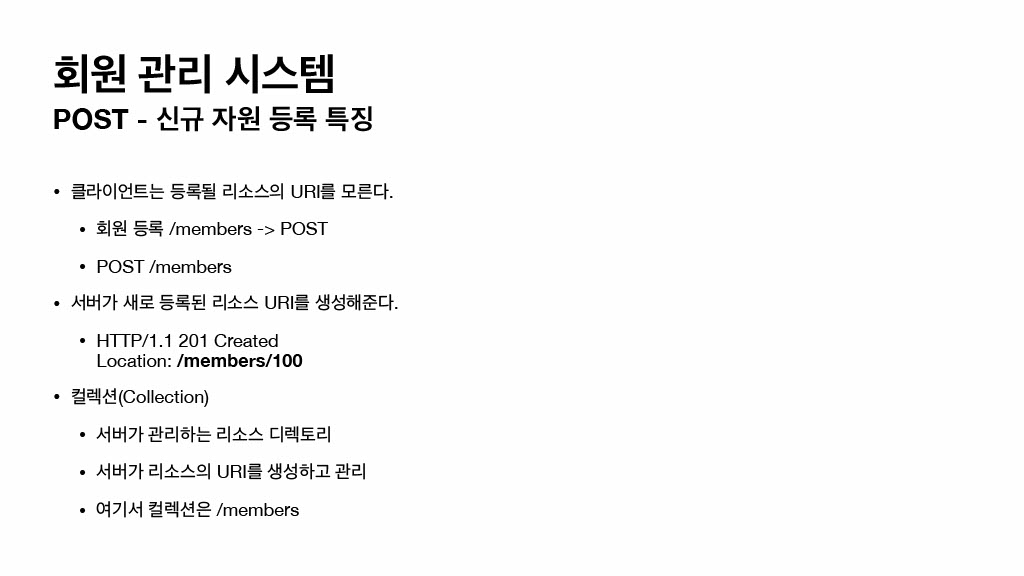 회원 관리 시스템
POST - 신규 자원 등록 특징
• 클라이언트는 등록될 리소스의 URI를 모른다.
• 회원 등록 /members -> POST
• POST /members
• 서버가 새로 등록된 리소스 URI를 생성해준다.
• HTTP/1.1 201 Created
Location: /members/100
• 컬렉션(Collection)
• 서버가 관리하는 리소스 디렉토리
• 서버가 리소스의 URI를 생성하고 관리
• 여기서 컬렉션은 /members